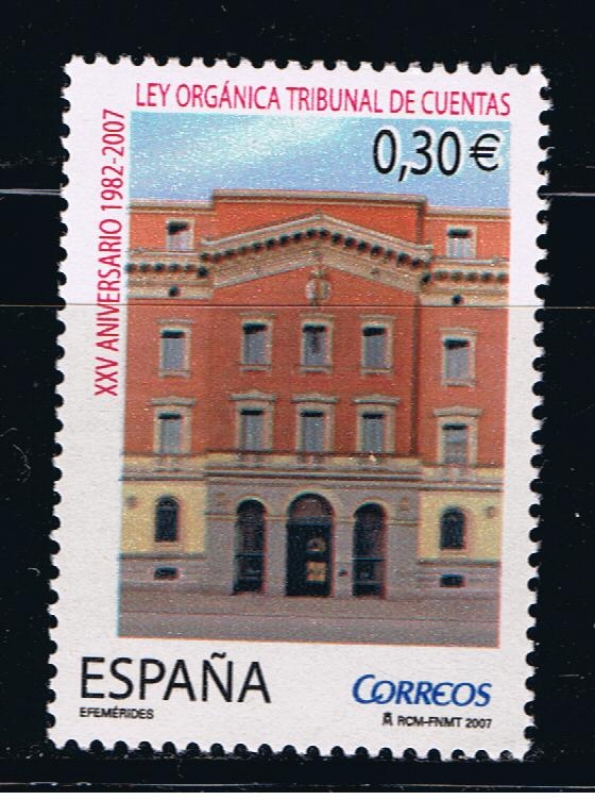 LEY ORGÁNICA TRIBUNAL DE CUENTAS
XXV ANIVERSARIO 1982-2007
0,30 €
ESPAÑA
EFEMÉRIDES
CORREOS
RCM-FNMT 2007